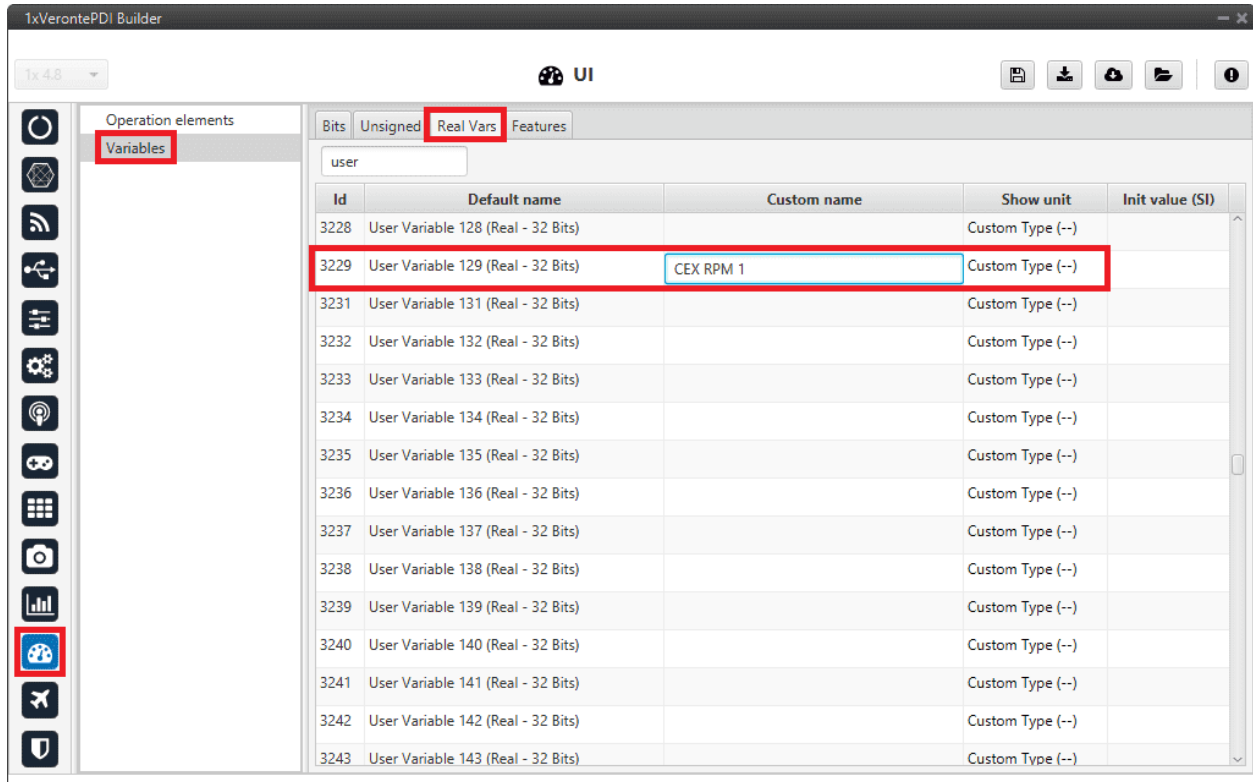 1xVerontePDI Builder
1x 4.8
UI
Operation elements
Variables
Bits Unsigned Real Vars Features
user
Id Default name Custom name Show unit Init value (SI)
3228 User Variable 128 (Real - 32 Bits) Custom Type (--)
3229 User Variable 129 (Real - 32 Bits) CEX RPM 1 Custom Type (--)
3231 User Variable 131 (Real - 32 Bits) Custom Type (--)
3232 User Variable 132 (Real - 32 Bits) Custom Type (--)
3233 User Variable 133 (Real - 32 Bits) Custom Type (--)
3234 User Variable 134 (Real - 32 Bits) Custom Type (--)
3235 User Variable 135 (Real - 32 Bits) Custom Type (--)
3236 User Variable 136 (Real - 32 Bits) Custom Type (--)
3237 User Variable 137 (Real - 32 Bits) Custom Type (--)
3238 User Variable 138 (Real - 32 Bits) Custom Type (--)
3239 User Variable 139 (Real - 32 Bits) Custom Type (--)
3240 User Variable 140 (Real - 32 Bits) Custom Type (--)
3241 User Variable 141 (Real - 32 Bits) Custom Type (--)
3242 User Variable 142 (Real - 32 Bits) Custom Type (--)
3243 User Variable 143 (Real - 32 Bits) Custom Type (--)